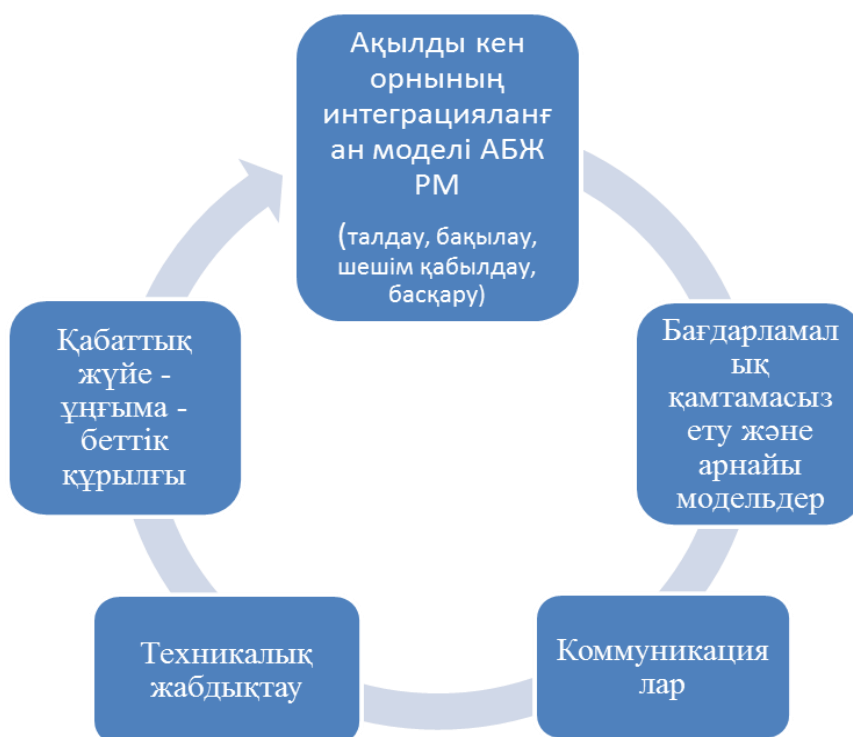 Ақылды кен
орнының
интеграцияланғ
ан моделі АБЖ
РМ
(талдау, бақылау,
шешім қабылдау,
басқару)
Бағдарламал
ық
қамтамасыз
ету және
арнайы
модельдер
Коммуникация
лар
Техникалық
жабдықтау
Қабаттық
жүйе -
ұңғыма -
беттік
құрылғы